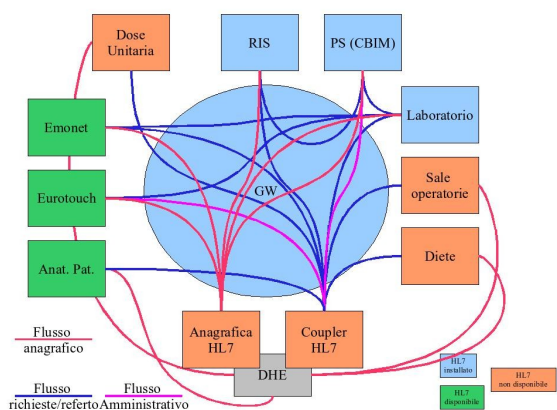 Dose
Unitaria
RIS
PS (CBIM)
Emonet
Laboratorio
Eurotouch
GW
Sale
operatorie
Anat. Pat.
Diete
Anagrafica
HL7
Coupler
HL7
DHE
Flusso
anagrafico
Flusso
richieste/referto
Flusso
Amministrativo
HL7
installato
HL7
non disponibile
HL7
disponibile